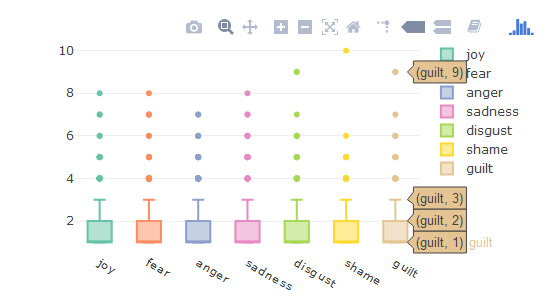 10
8
6
4
2
joy
fear
anger
sadness
disgust
shame
guilt
joy
fear
anger
sadness
disgust
shame
guilt
(guilt, 9)
(guilt, 3)
(guilt, 2)
(guilt, 1) guilt